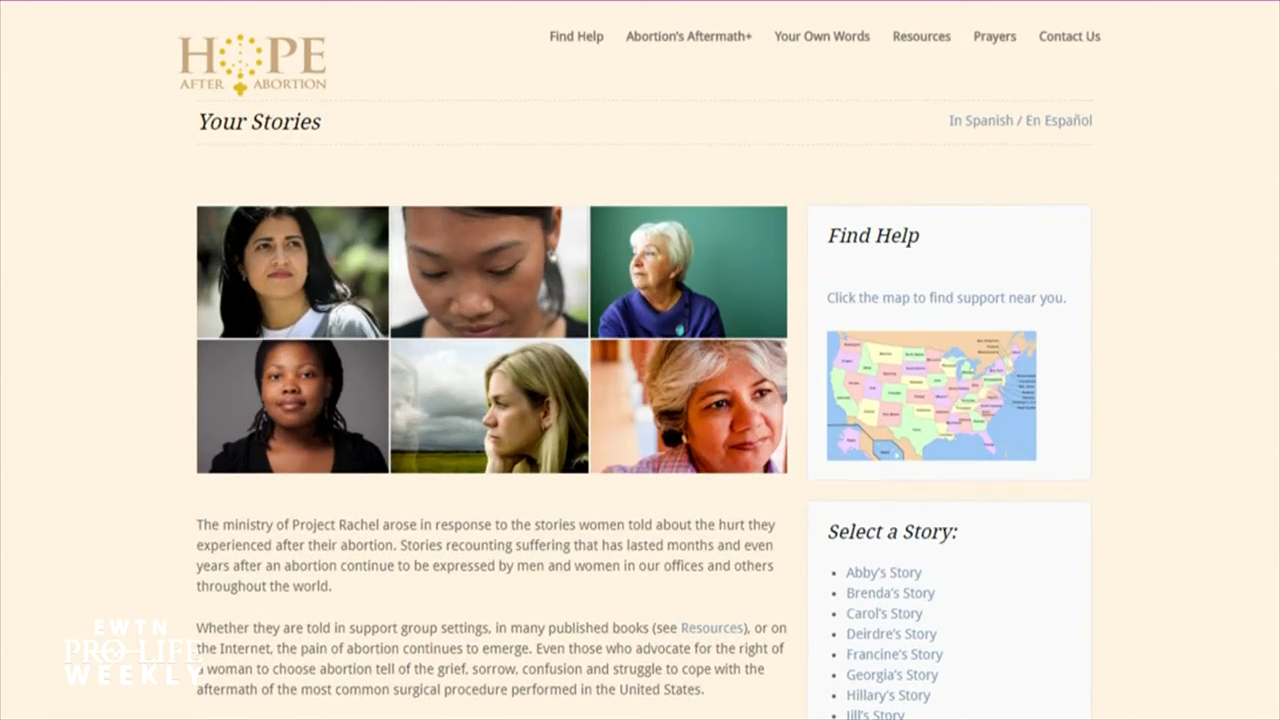 HOPE
AFTER ABORTION
Find Help
Abortion's Aftermath+
Your Own Words
Resources
Prayers
Contact Us
Your Stories
In Spanish / En Español
Find Help
Click the map to find support near you.
The ministry of Project Rachel arose in response to the stories women told about the hurt they
experienced after their abortion. Stories recounting suffering that has lasted months and even
years after an abortion continue to be expressed by men and women in our offices and others
throughout the world.
Whether they are told in support group settings, in many published books (see Resources), or on
the Internet, the pain of abortion continues to emerge. Even those who advocate for the right of
a woman to choose abortion tell of the grief, sorrow, confusion and struggle to cope with the
aftermath of the most common surgical procedure performed in the United States.
Select a Story:
Abby's Story
Brenda's Story
Carol's Story
Deirdre's Story
Francine's Story
Georgia's Story
Hillary's Story
Jill's Story
EWTN
PRO-LIFE
WEEKLY